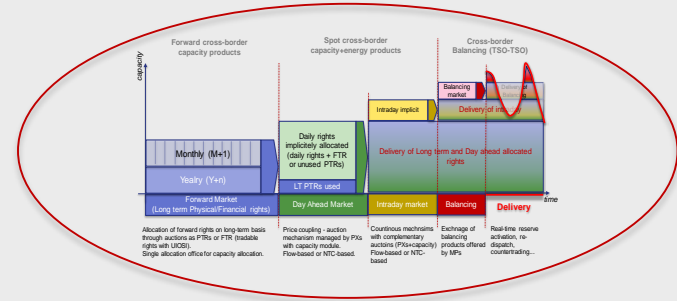 Forward cross-border
capacity products
Spot cross-border
capacity+energy products
Cross-border
Balancing (TSO-TSO)
capacity
Balancing
market
Delivery of
Balancing
Intraday implicit
Delivery of intraday
Daily rights
implicitely allocated
(daily rights + FTR
or unused PTRs)
Monthly (M+1)
Delivery of Long term and Day ahead allocated
rights
Yealry (Y+n)
LT PTRs used
time
Forward Market
(Long term Physical/Financial rights)
Day Ahead Market
Intraday market
Balancing
Delivery
Allocation of forward rights on long-term basis
through auctions as PTRs or FTR (tradable
rights with UIOSI).
Single allocation office for capacity allocation.
Price coupling - auction
mechanism managed by PXs
with capacity module.
Flow-based or NTC-based.
Countinous mechnsims
with complementary
auctoins (PXs+capacity)
Flow-based or NTC-
based
Exchnage of
balancing
products offered
by MPs
Real-time reserve
activation, re-
dispatch,
countertrading...